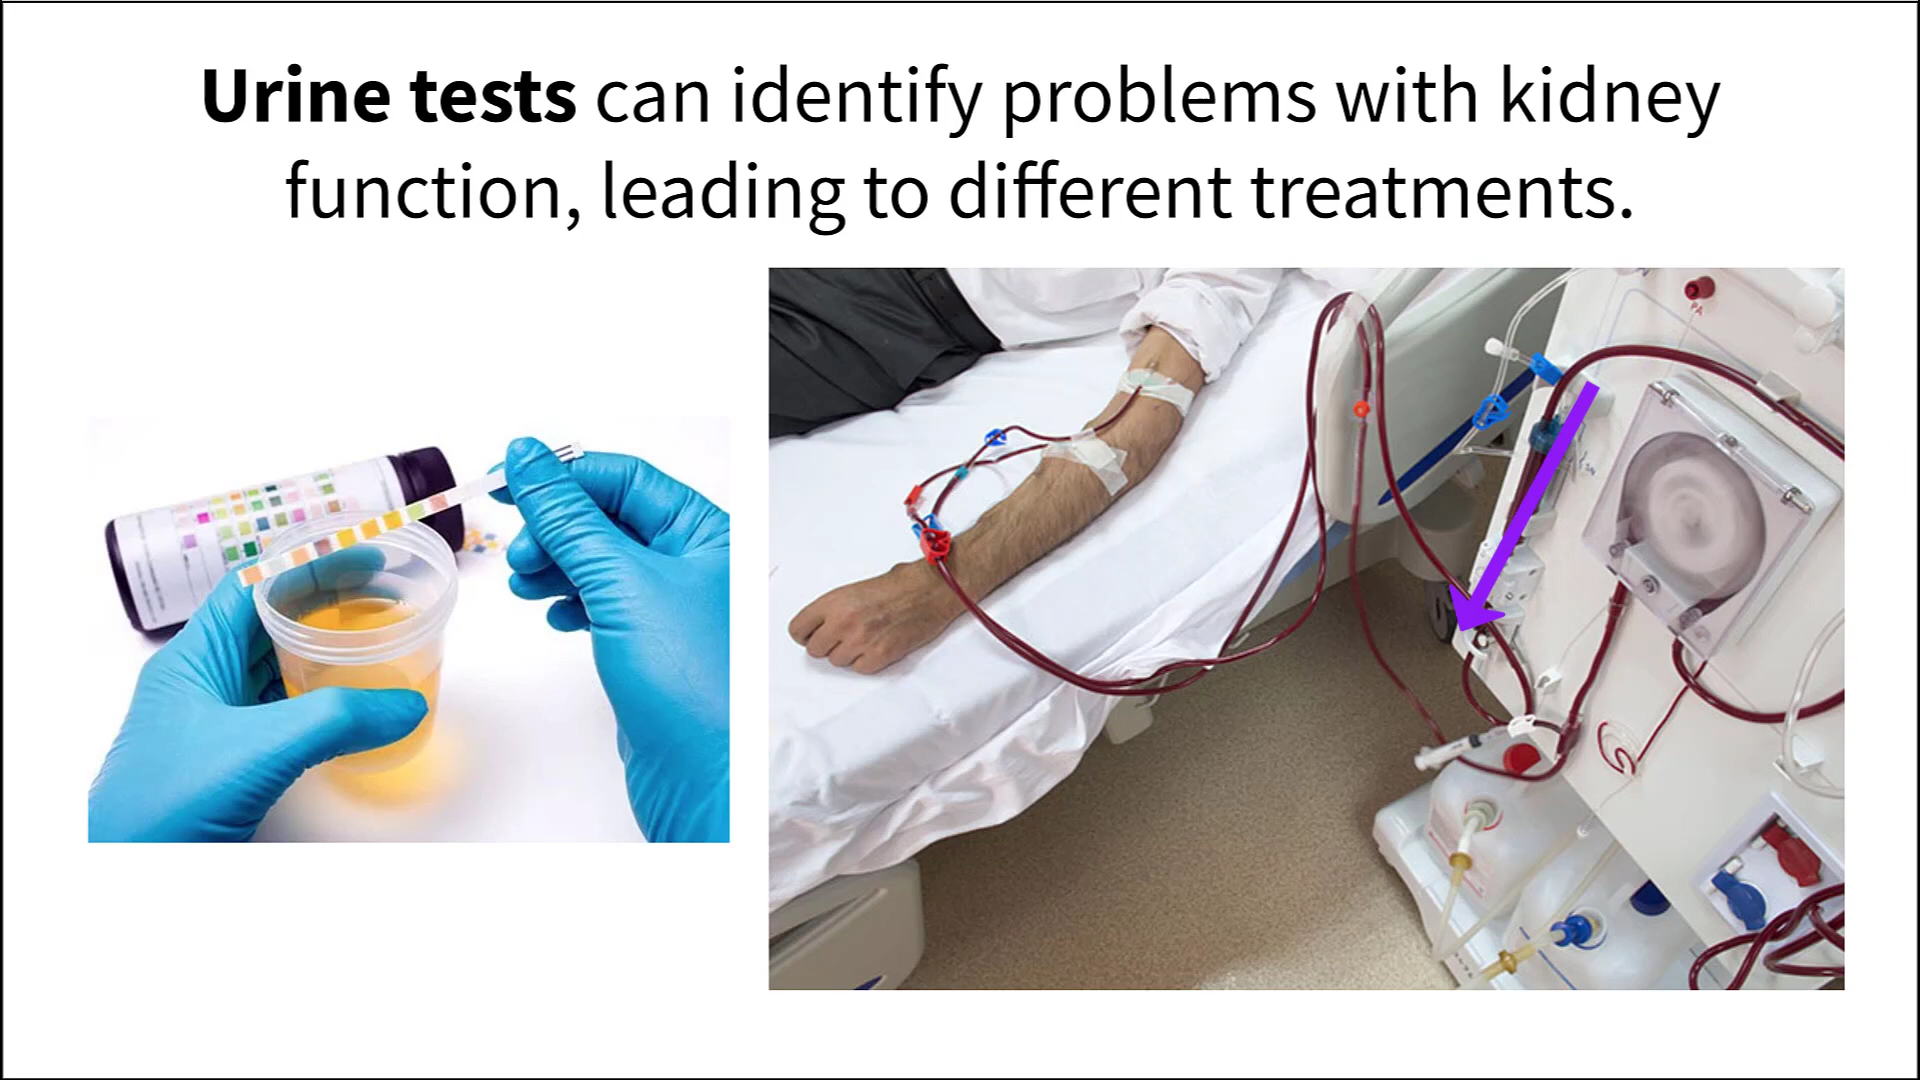 Urine tests can identify problems with kidney
function, leading to different treatments.